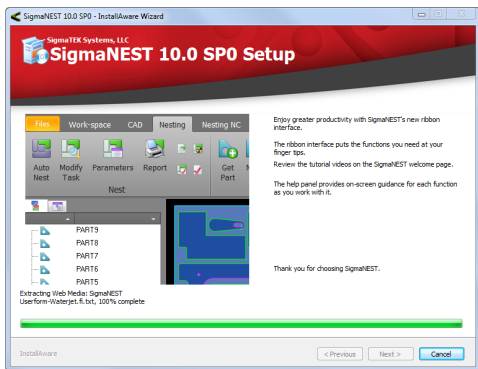 SigmaNEST 10.0 SP0 - InstallAware Wizard
SigmaTEK Systems, LLC
SigmaNEST 10.0 SP0 Setup
Files Work-space CAD Nesting Nesting NC
Auto Nest
Modify Task
Parameters
Report
Get Part
Nest
PART9
PART8
PART7
PART6
PART5
Enjoy greater productivity with SigmaNEST's new ribbon
interface.
The ribbon interface puts the functions you need at your
finger tips.
Review the tutorial videos on the SigmaNEST welcome page.
The help panel provides on-screen guidance for each function
as you work with it.
Thank you for choosing SigmaNEST.
Extracting Web Media: SigmaNEST
Userform-Waterjet.fi.txt, 100% complete
InstallAware
< Previous
Next >
Cancel